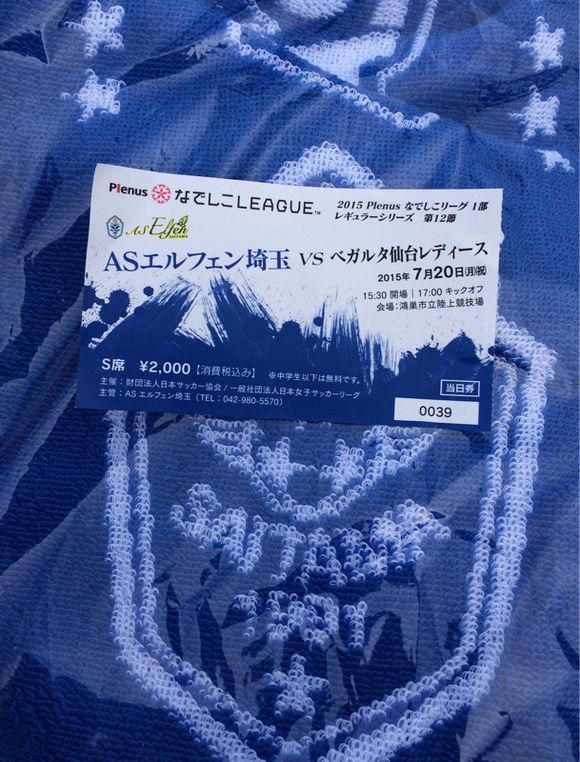 Plenus なでしこLEAGUE™
2015 Plenus なでしこリーグ 1部
レギュラーシリーズ 第12節
AS Elfen
SAITAMA
ASエルフェン埼玉 VS ベガルタ仙台レディース
2015年 7月20日(月)(祝)
15:30 開場｜17:00 キックオフ
会場：鴻巣市立陸上競技場
S席 ¥2,000【消費税込み】 ※中学生以下は無料です。
主催：財団法人日本サッカー協会/一般社団法人日本女子サッカーリーグ
主管：AS エルフェン埼玉（TEL：042-980-5570）
当日券
0039